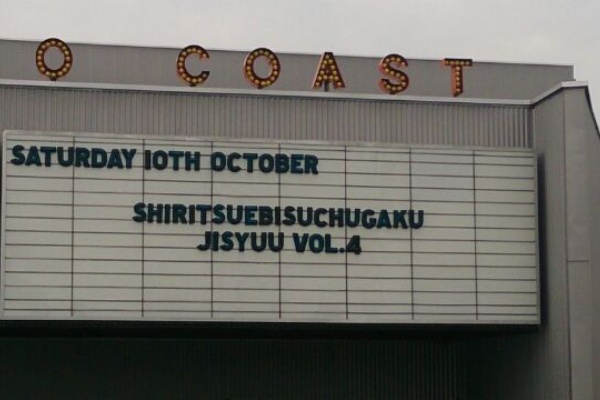 O COAST
SATURDAY 10TH OCTOBER
SHIRITSUEBISUCHUGAKU
JISYUU VOL.4